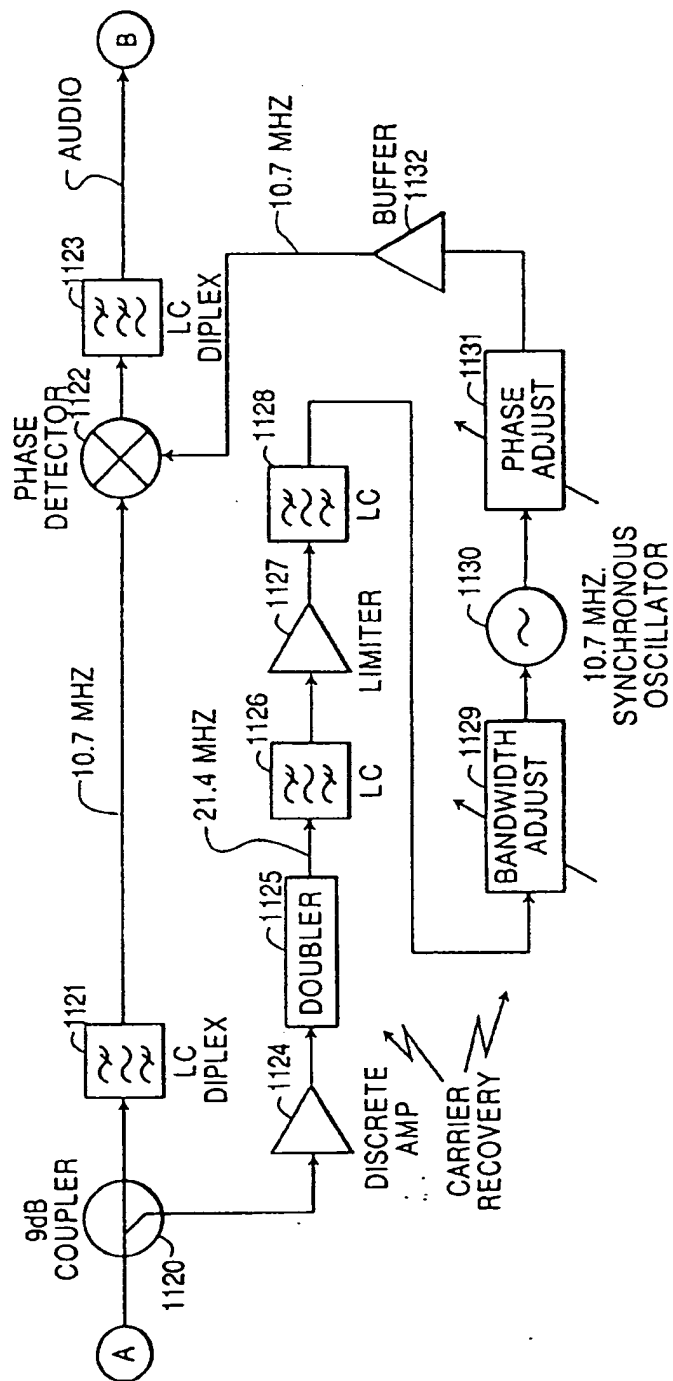 A
9dB
COUPLER
1120
1121
LC
DIPLEX
10.7 MHZ
PHASE
DETECTOR
1122
1123
LC
DIPLEX
AUDIO
B
1124
DISCRETE
AMP
1125
DOUBLER
21.4 MHZ
1126
LC
1127
LIMITER
1128
LC
CARRIER
RECOVERY
1129
BANDWIDTH
ADJUST
1130
10.7 MHZ.
SYNCHRONOUS
OSCILLATOR
1131
PHASE
ADJUST
BUFFER
1132
10.7 MHZ